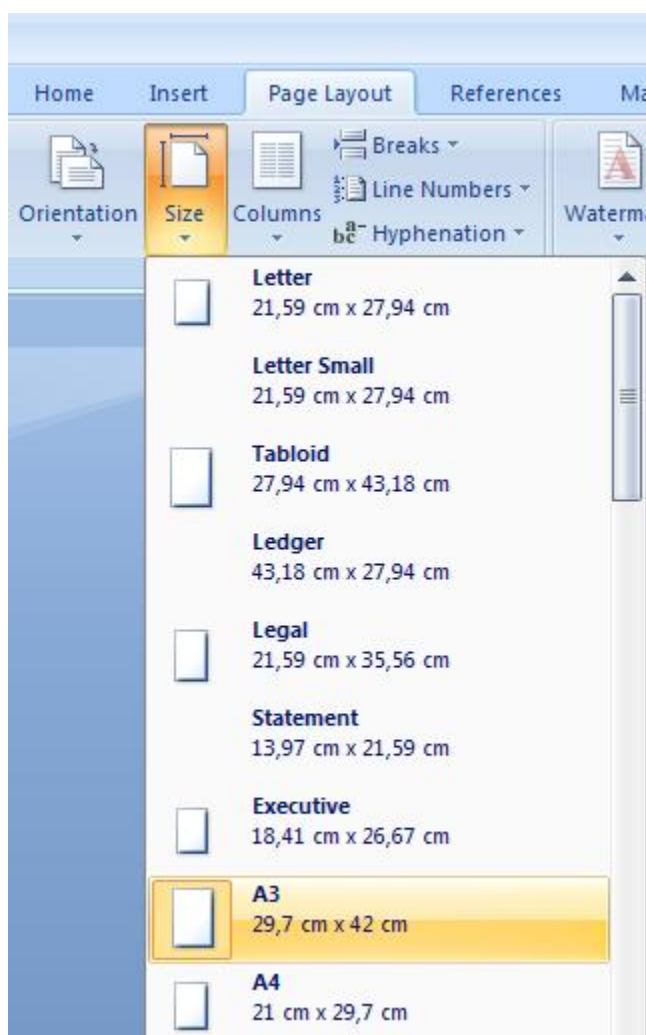 Home Insert Page Layout References
Breaks
Line Numbers
Orientation Size Columns
Hyphenation
Letter
21,59 cm x 27,94 cm
Letter Small
21,59 cm x 27,94 cm
Tabloid
27,94 cm x 43,18 cm
Ledger
43,18 cm x 27,94 cm
Legal
21,59 cm x 35,56 cm
Statement
13,97 cm x 21,59 cm
Executive
18,41 cm x 26,67 cm
A3
29,7 cm x 42 cm
A4
21 cm x 29,7 cm